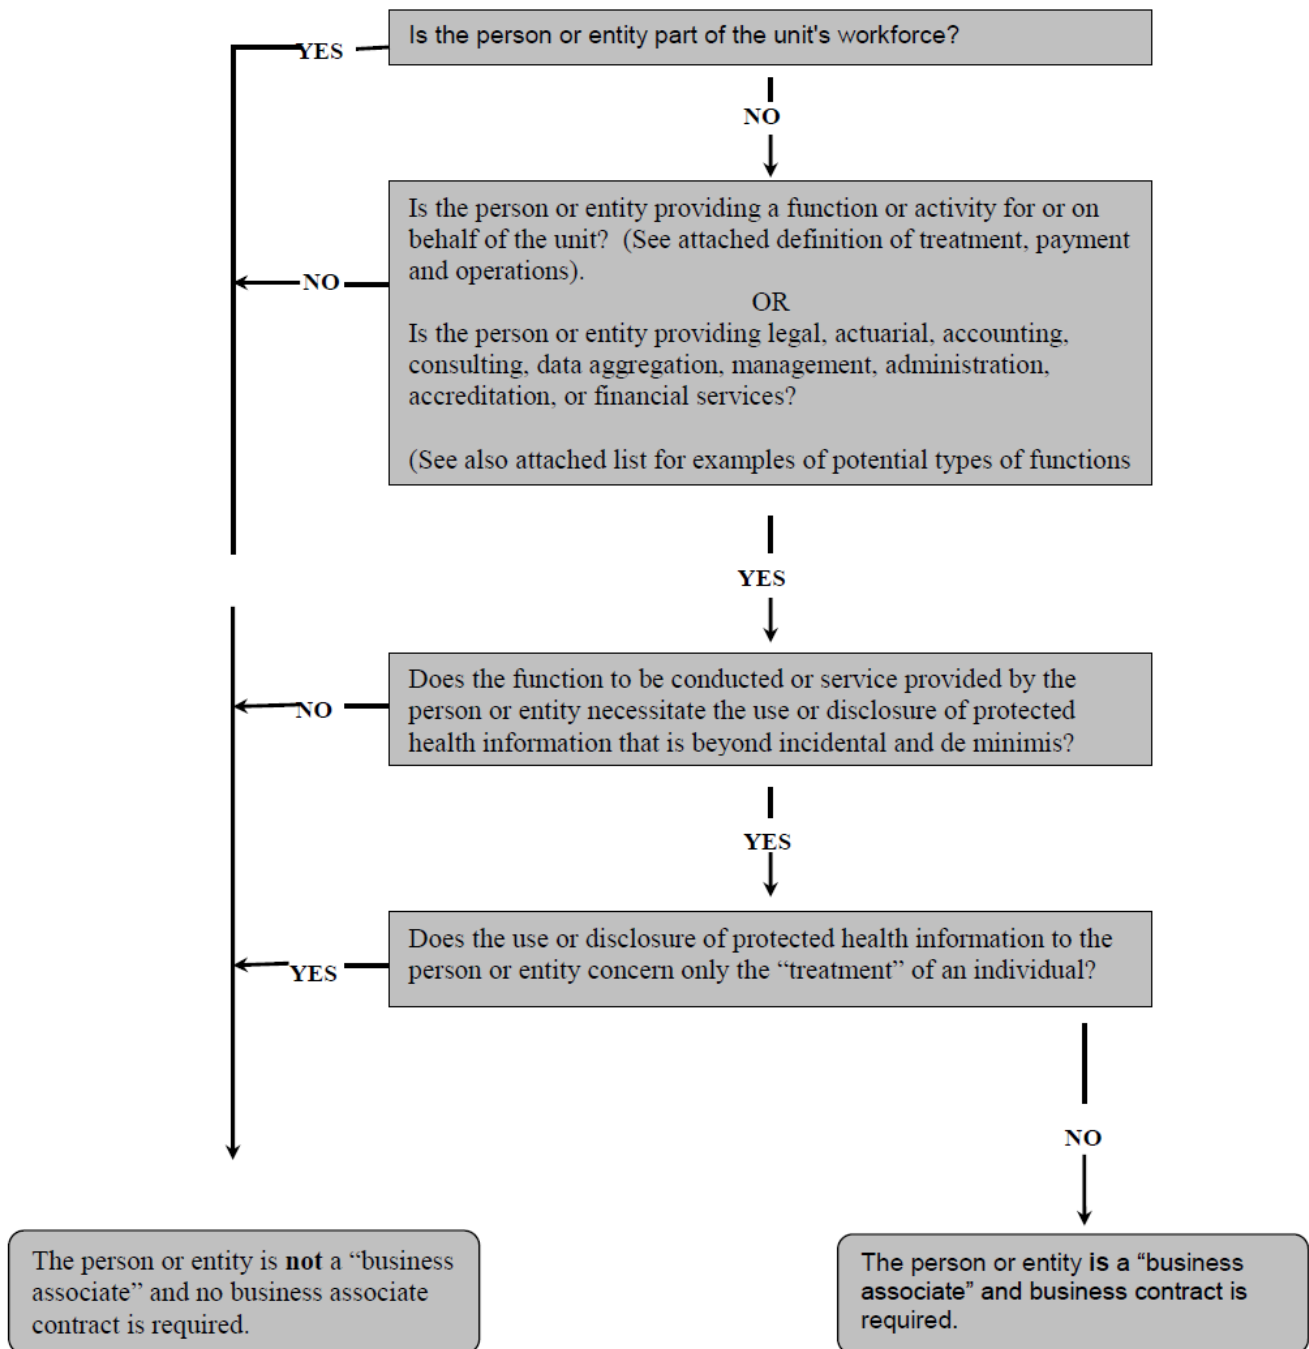 Is the person or entity part of the unit's workforce?
YES
NO
Is the person or entity providing a function or activity for or on
behalf of the unit?  (See attached definition of treatment, payment
and operations).
NO
OR
Is the person or entity providing legal, actuarial, accounting,
consulting, data aggregation, management, administration,
accreditation, or financial services?
(See also attached list for examples of potential types of functions
YES
Does the function to be conducted or service provided by the
person or entity necessitate the use or disclosure of protected
health information that is beyond incidental and de minimis?
NO
YES
Does the use or disclosure of protected health information to the
person or entity concern only the “treatment” of an individual?
YES
NO
The person or entity is not a “business
associate” and no business associate
contract is required.
The person or entity is a “business
associate” and business contract is
required.